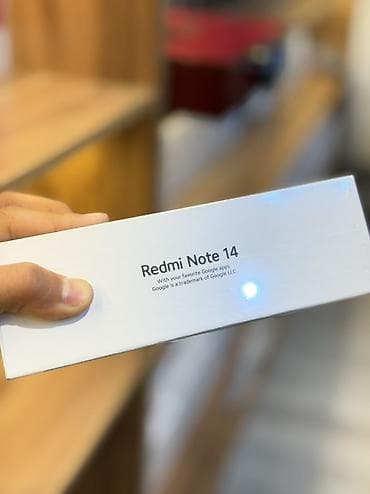 Redmi Note 14
With your favorite Google apps
Google is a trademark of Google LLC.